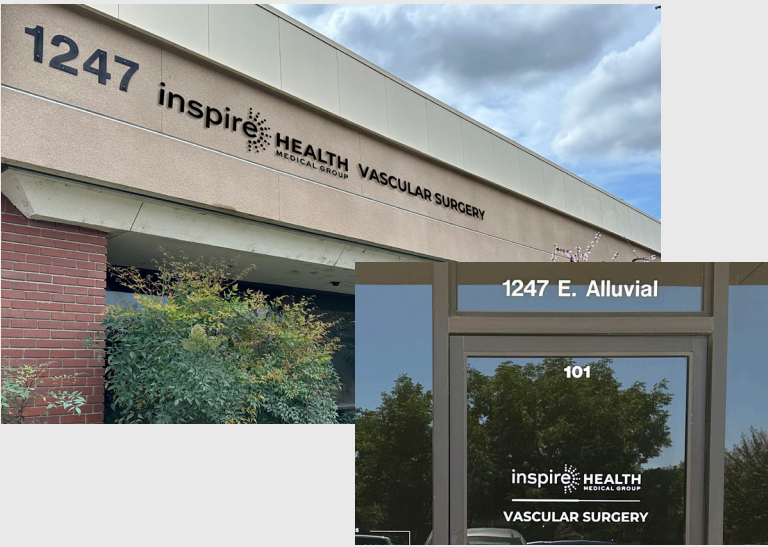 1247
inspire HEALTH
MEDICAL GROUP
VASCULAR SURGERY
1247 E. Alluvial
101
inspire HEALTH
MEDICAL GROUP
VASCULAR SURGERY